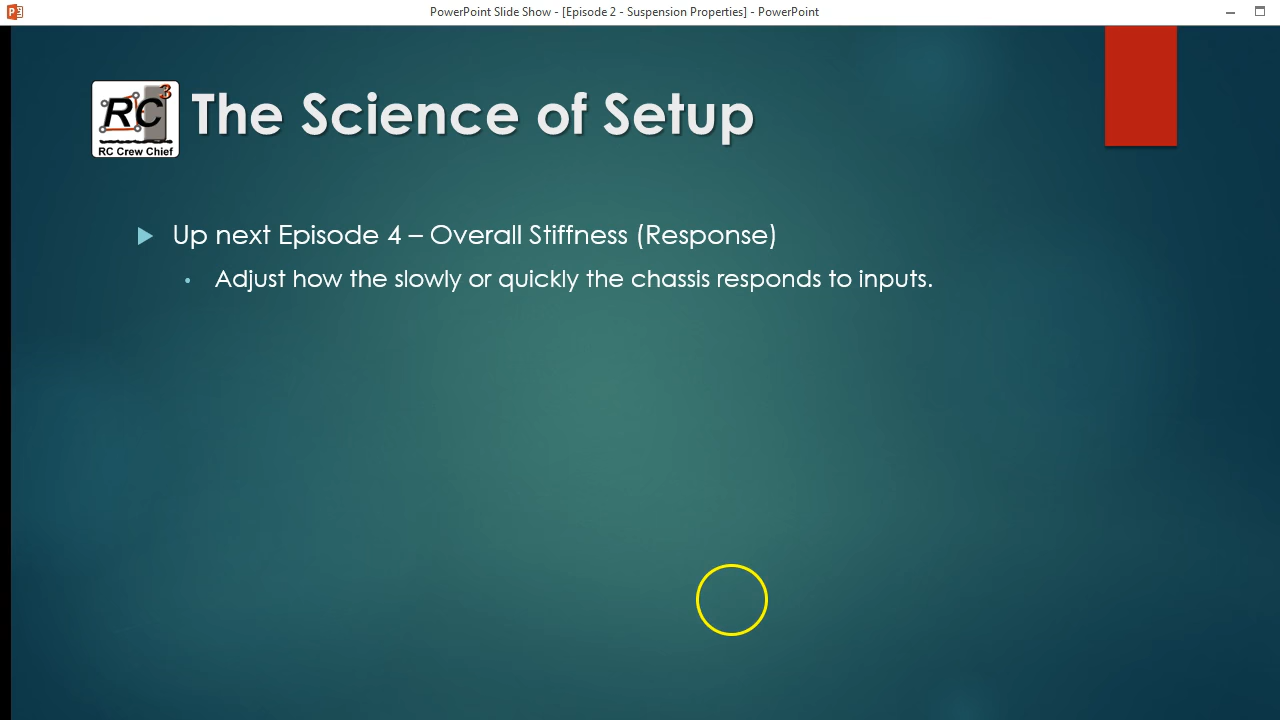 PowerPoint Slide Show - [Episode 2 - Suspension Properties] - PowerPoint
RC3
RC Crew Chief
The Science of Setup
Up next Episode 4 – Overall Stiffness (Response)
Adjust how the slowly or quickly the chassis responds to inputs.